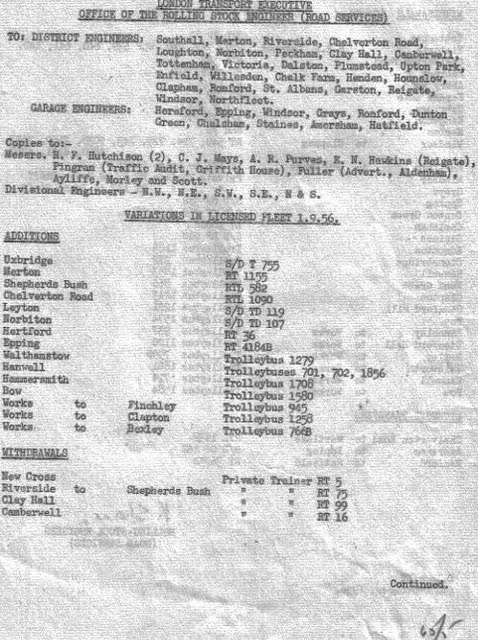 LONDON TRANSPORT EXECUTIVE
OFFICE OF THE ROLLING STOCK ENGINEER (ROAD SERVICES)
TO: DISTRICT ENGINEERS: Southall, Merton, Riverside, Chelverton Road,
Loughton, Norbiton, Peckham, Clay Hall, Camberwell,
Tottenham, Victoria, Dalston, Plumstead, Upton Park,
Enfield, Willesden, Chalk Farm, Hendon, Hounslow,
Clapham, Romford, St. Albans, Garston, Reigate,
Windsor, Northfleet.
GARAGE ENGINEERS: Hereford, Epping, Windsor, Grays, Romford, Dunton
Green, Chelsham, Staines, Amersham, Hatfield.
Copies to:-
Messrs. H. F. Hutchison (2), C. J. Mays, A. R. Purves, K. N. Hawkins (Reigate),
Pingram (Traffic Audit, Griffith House), Fuller (Advert., Aldenham),
Ayliffe, Morley and Scott.
Divisional Engineers - N.W., N.E., S.W., S.E., N & S.
VARIATIONS IN LICENSED FLEET 1.9.56.
ADDITIONS
Uxbridge S/D T 755
Merton RT 1155
Shepherds Bush RTL 582
Chelverton Road RTL 1090
Leyton S/D TD 119
Norbiton S/D TD 107
Hertford RT 36
Epping RT 4184B
Walthamstow Trolleybus 1279
Hanwell Trolleybuses 701, 702, 1856
Hammersmith Trolleybus 1708
Bow Trolleybus 1580
Works to Finchley Trolleybus 945
Works to Clapton Trolleybus 1258
Works to Bexley Trolleybus 766B
WITHDRAWALS
New Cross Private Trainer RT 5
Riverside to Shepherds Bush " " RT 75
Clay Hall " " RT 99
Camberwell " " RT 16
Continued.